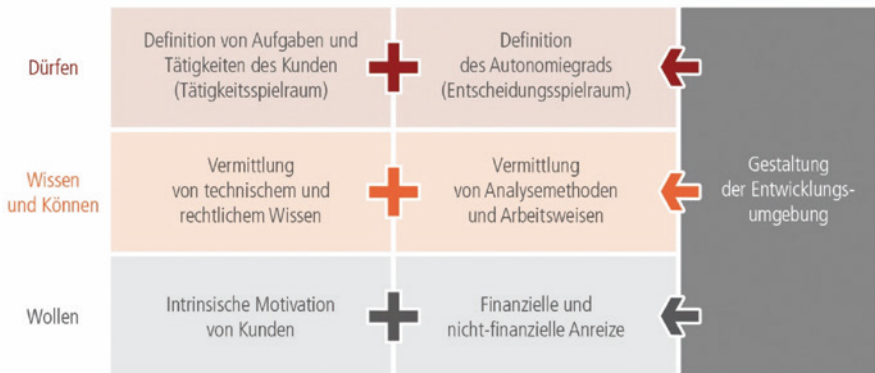 Dürfen
Definition von Aufgaben und
Tätigkeiten des Kunden
(Tätigkeitsspielraum)
Definition
des Autonomiegrads
(Entscheidungsspielraum)
Wissen
und Können
Vermittlung
von technischem und
rechtlichem Wissen
Vermittlung
von Analysemethoden
und Arbeitsweisen
Gestaltung
der Entwicklungs-
umgebung
Wollen
Intrinsische Motivation
von Kunden
Finanzielle und
nicht-finanzielle Anreize